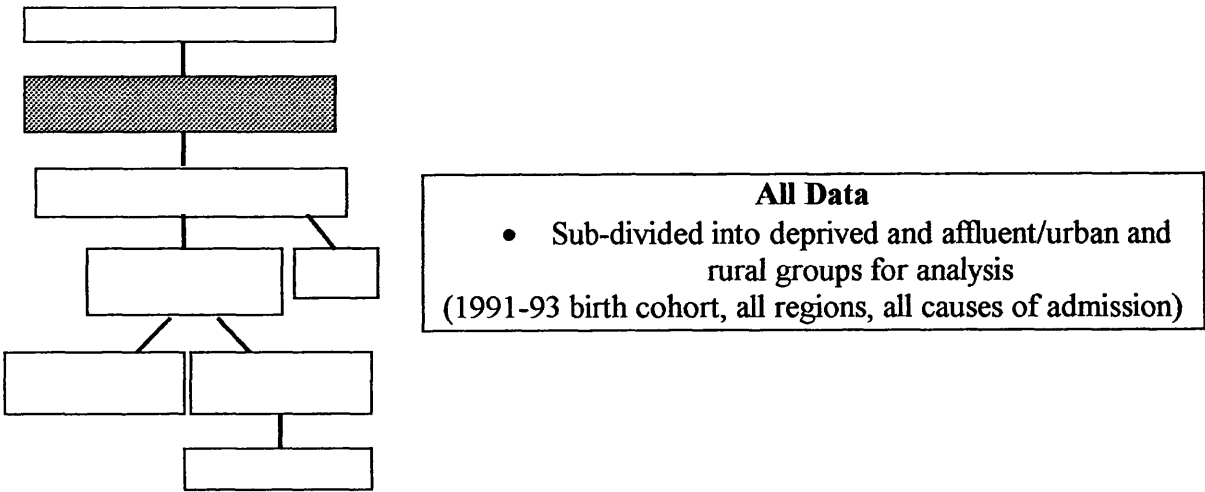 All Data
• Sub-divided into deprived and affluent/urban and
rural groups for analysis
(1991-93 birth cohort, all regions, all causes of admission)